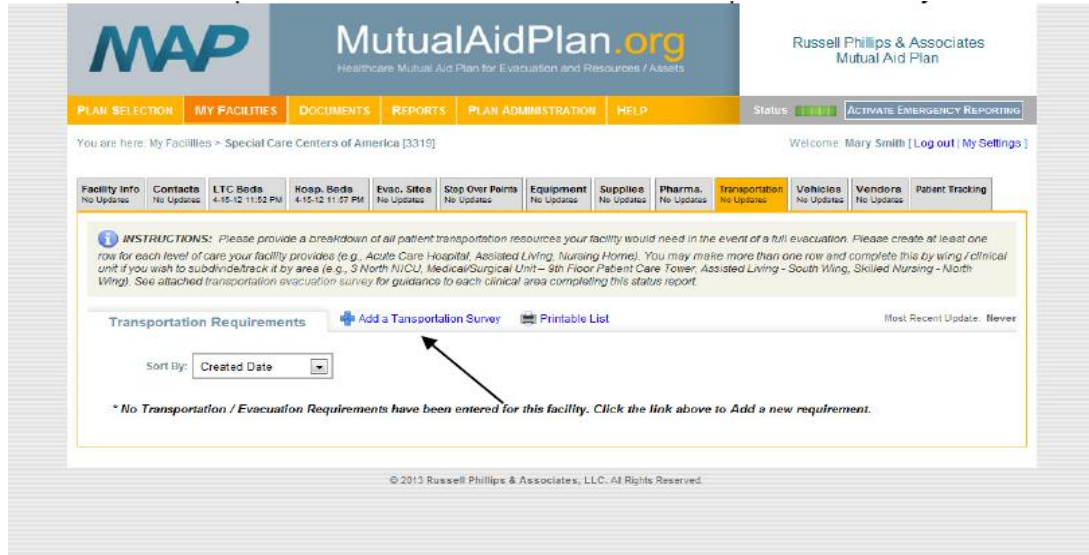 MAP
MutualAidPlan.org
Healthcare Mutual Aid Plan for Evacuation and Resources / Assets
Russell Phillips & Associates
Mutual Aid Plan
PLAN SELECTION MY FACILITIES DOCUMENTS REPORTS PLAN ADMINISTRATION HELP Status ACTIVATE EMERGENCY REPORTING
You are here: My Facilities > Special Care Centers of America [3319] Welcome Mary Smith [ Log out | My Settings ]
Facility Info Contacts LTC Beds Hosp. Beds Evac. Sites Stop Over Points Equipment Supplies Pharma. Transportation Vehicles Vendors Patient Tracking
No Updates No Updates 4-15-12 11:52 PM 4-15-12 11:57 PM No Updates No Updates No Updates No Updates No Updates No Updates No Updates No Updates
INSTRUCTIONS: Please provide a breakdown of all patient transportation resources your facility would need in the event of a full evacuation. Please create at least one
row for each level of care your facility provides (e.g., Acute Care Hospital, Assisted Living, Nursing Home). You may make more than one row and complete this by wing / clinical
unit if you wish to subdivide/track it by area (e.g., 3 North NICU, Medical/Surgical Unit – 9th Floor Patient Care Tower, Assisted Living - South Wing, Skilled Nursing - North
Wing). See attached transportation evacuation survey for guidance to each clinical area completing this status report.
Transportation Requirements Add a Tansportation Survey Printable List Most Recent Update: Never
Sort By: Created Date
* No Transportation / Evacuation Requirements have been entered for this facility. Click the link above to Add a new requirement.
© 2013 Russell Phillips & Associates, LLC. All Rights Reserved.